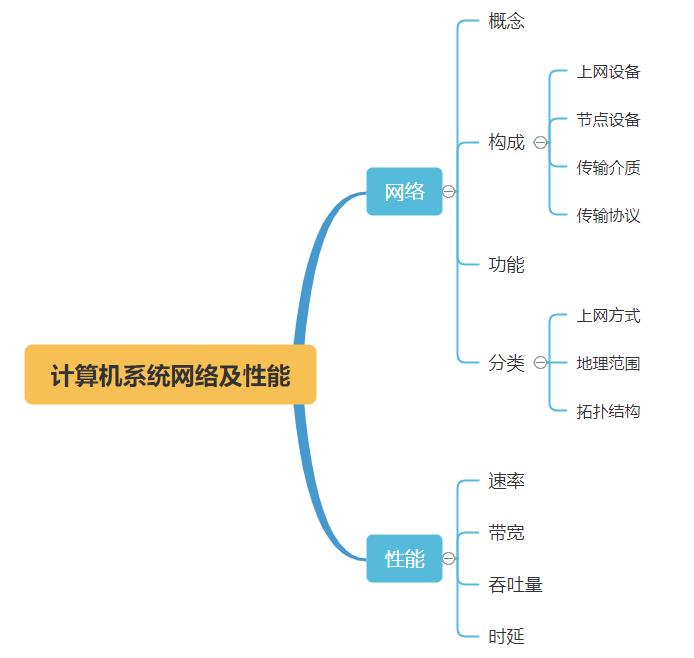 计算机系统网络及性能
网络
概念
构成
上网设备
节点设备
传输介质
传输协议
功能
分类
上网方式
地理范围
拓扑结构
性能
速率
带宽
吞吐量
时延